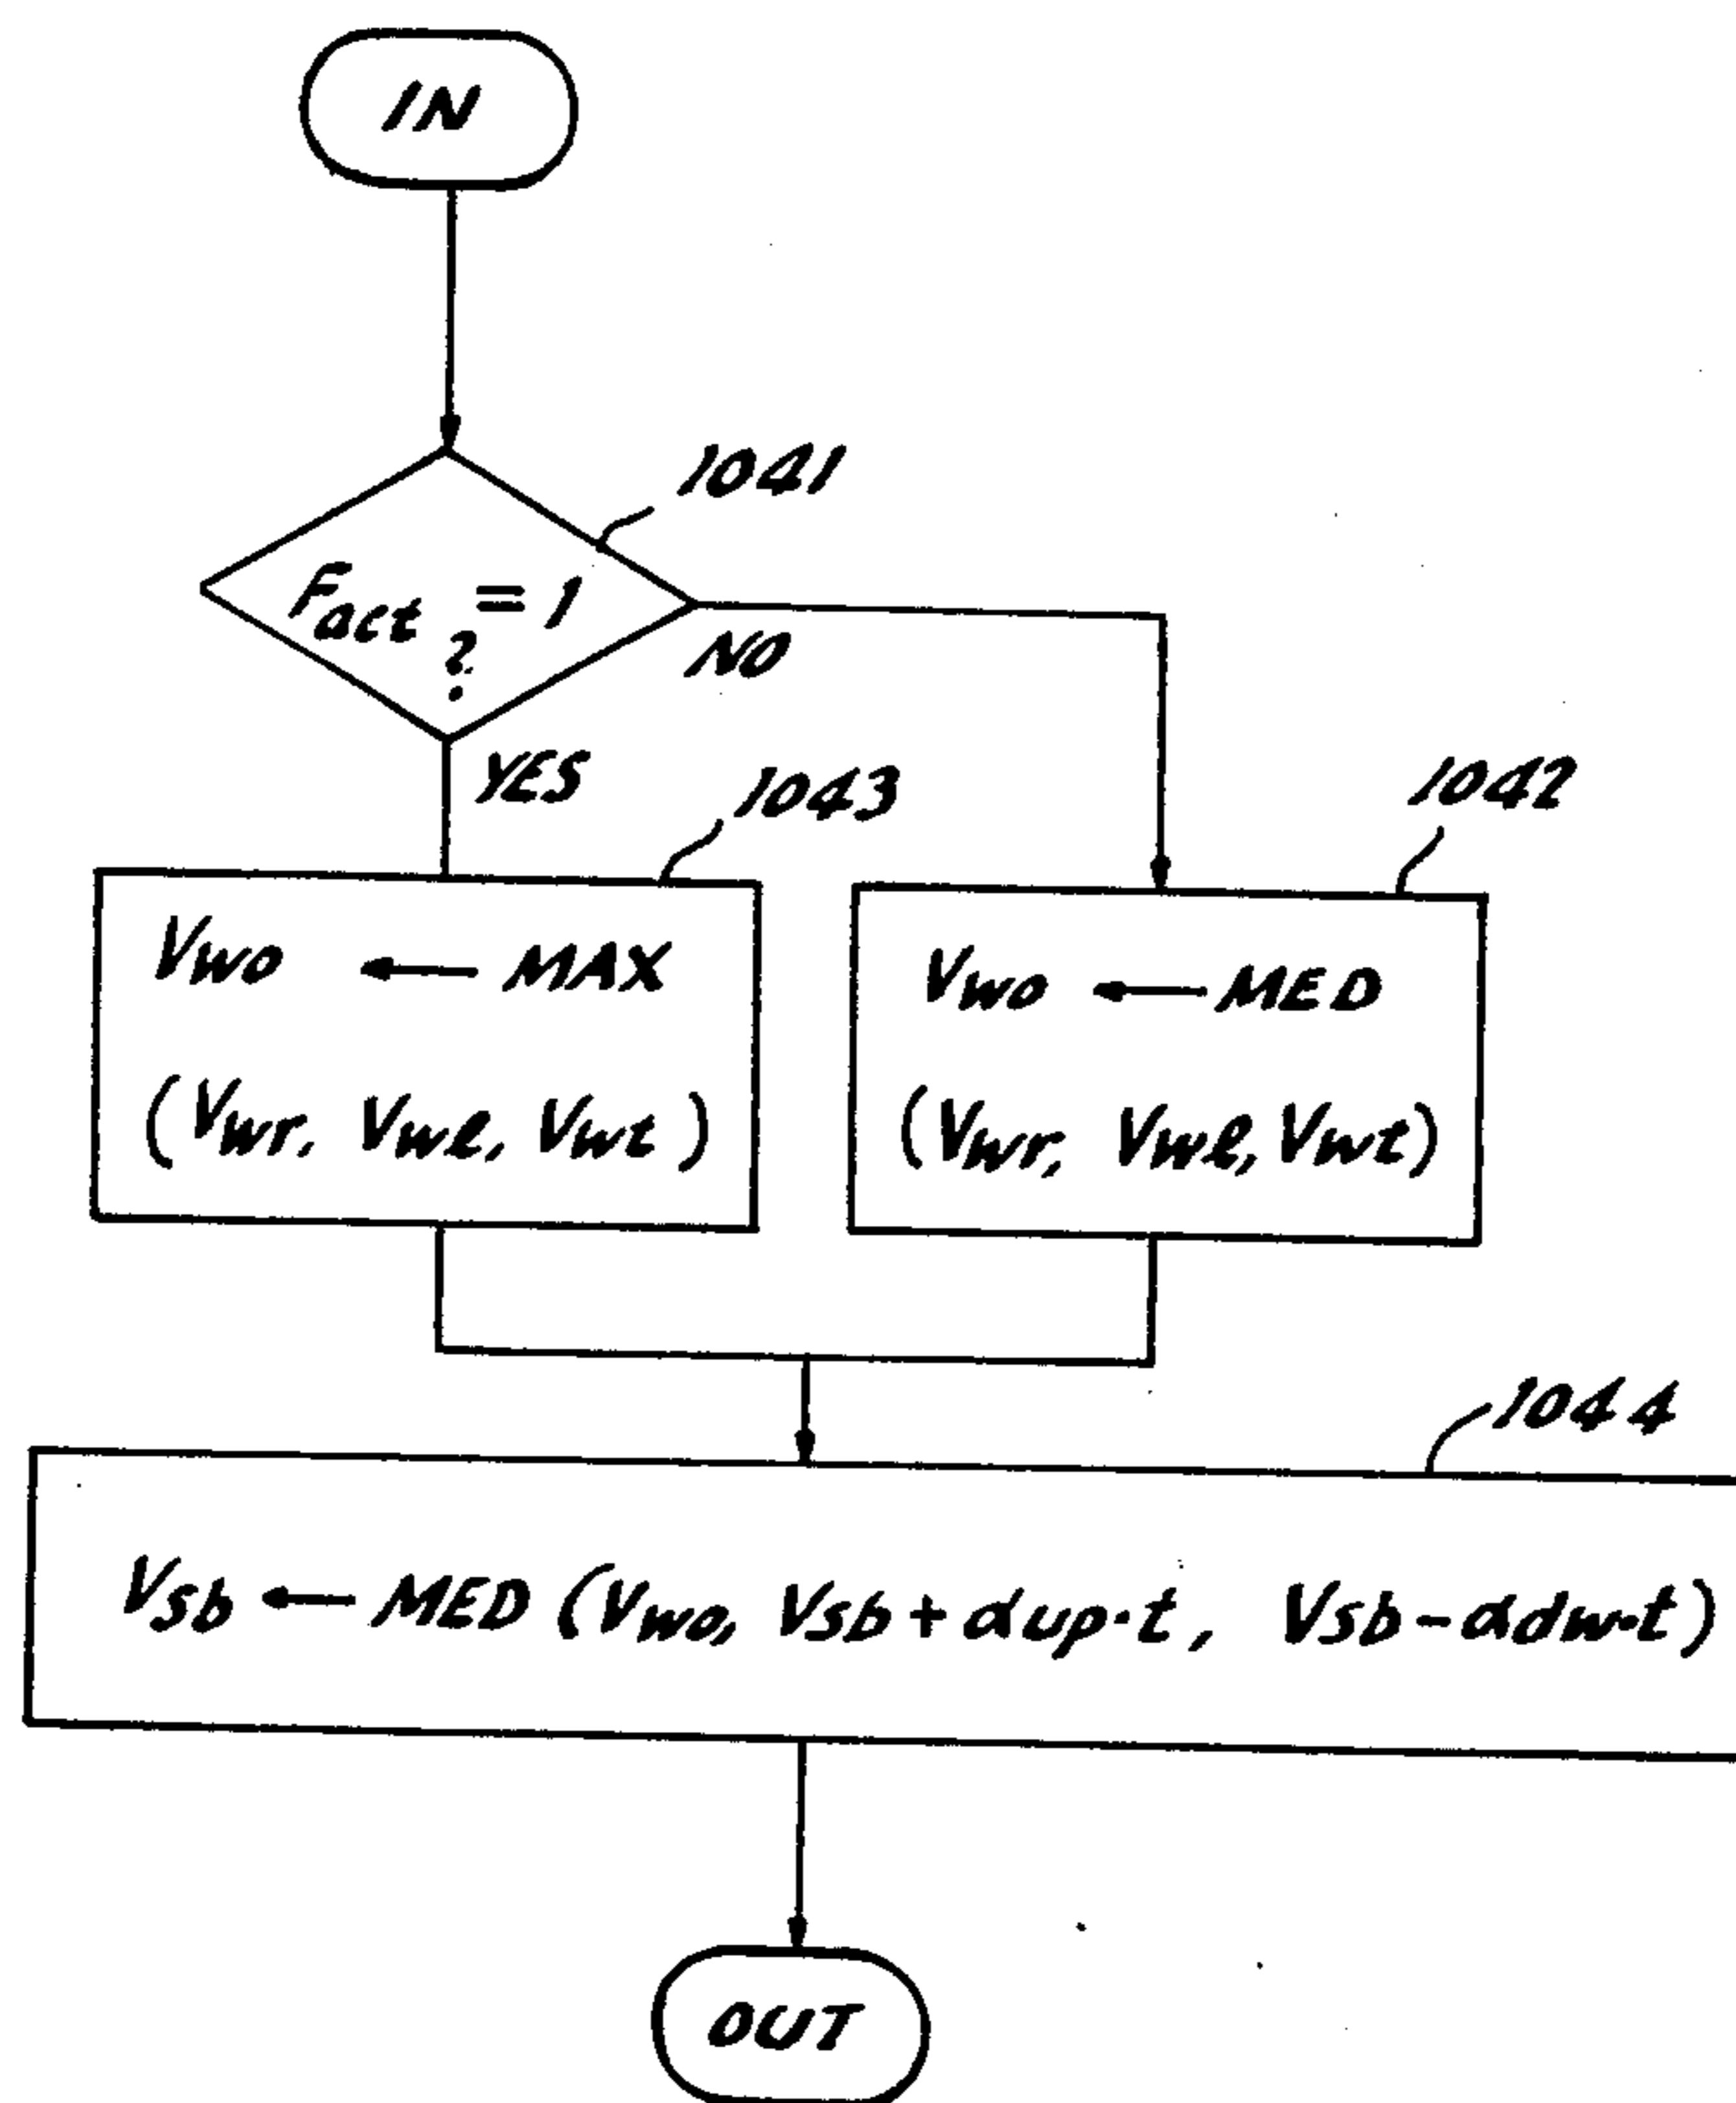 IN
1041
Fact = 1
?
NO
YES
1043
1042
Vwo ← MAX
(Vwr, Vwl, Vwt)
Vwo ← MED
(Vwr, Vwl, Vwt)
1044
Vsb ← MED (Vwo, Vsb + αup·t, Vsb - αdw·t)
OUT